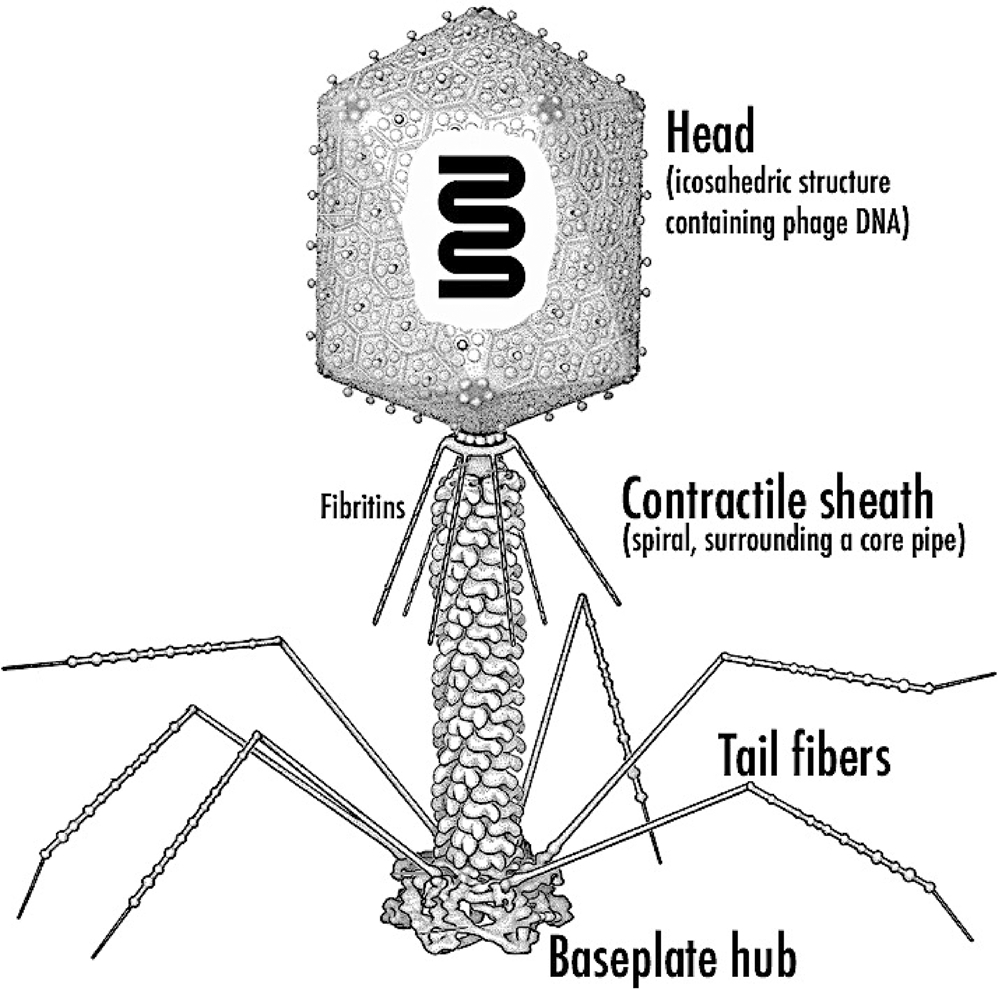 Head
(icosahedric structure
containing phage DNA)
Fibritins
Contractile sheath
(spiral, surrounding a core pipe)
Tail fibers
Baseplate hub